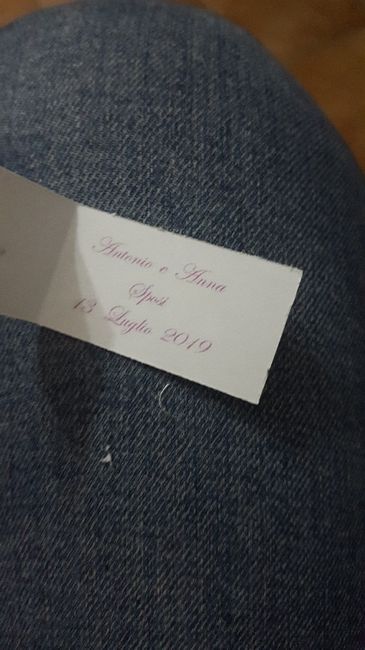 Antonio e Anna
Sposi
13 Luglio 2019